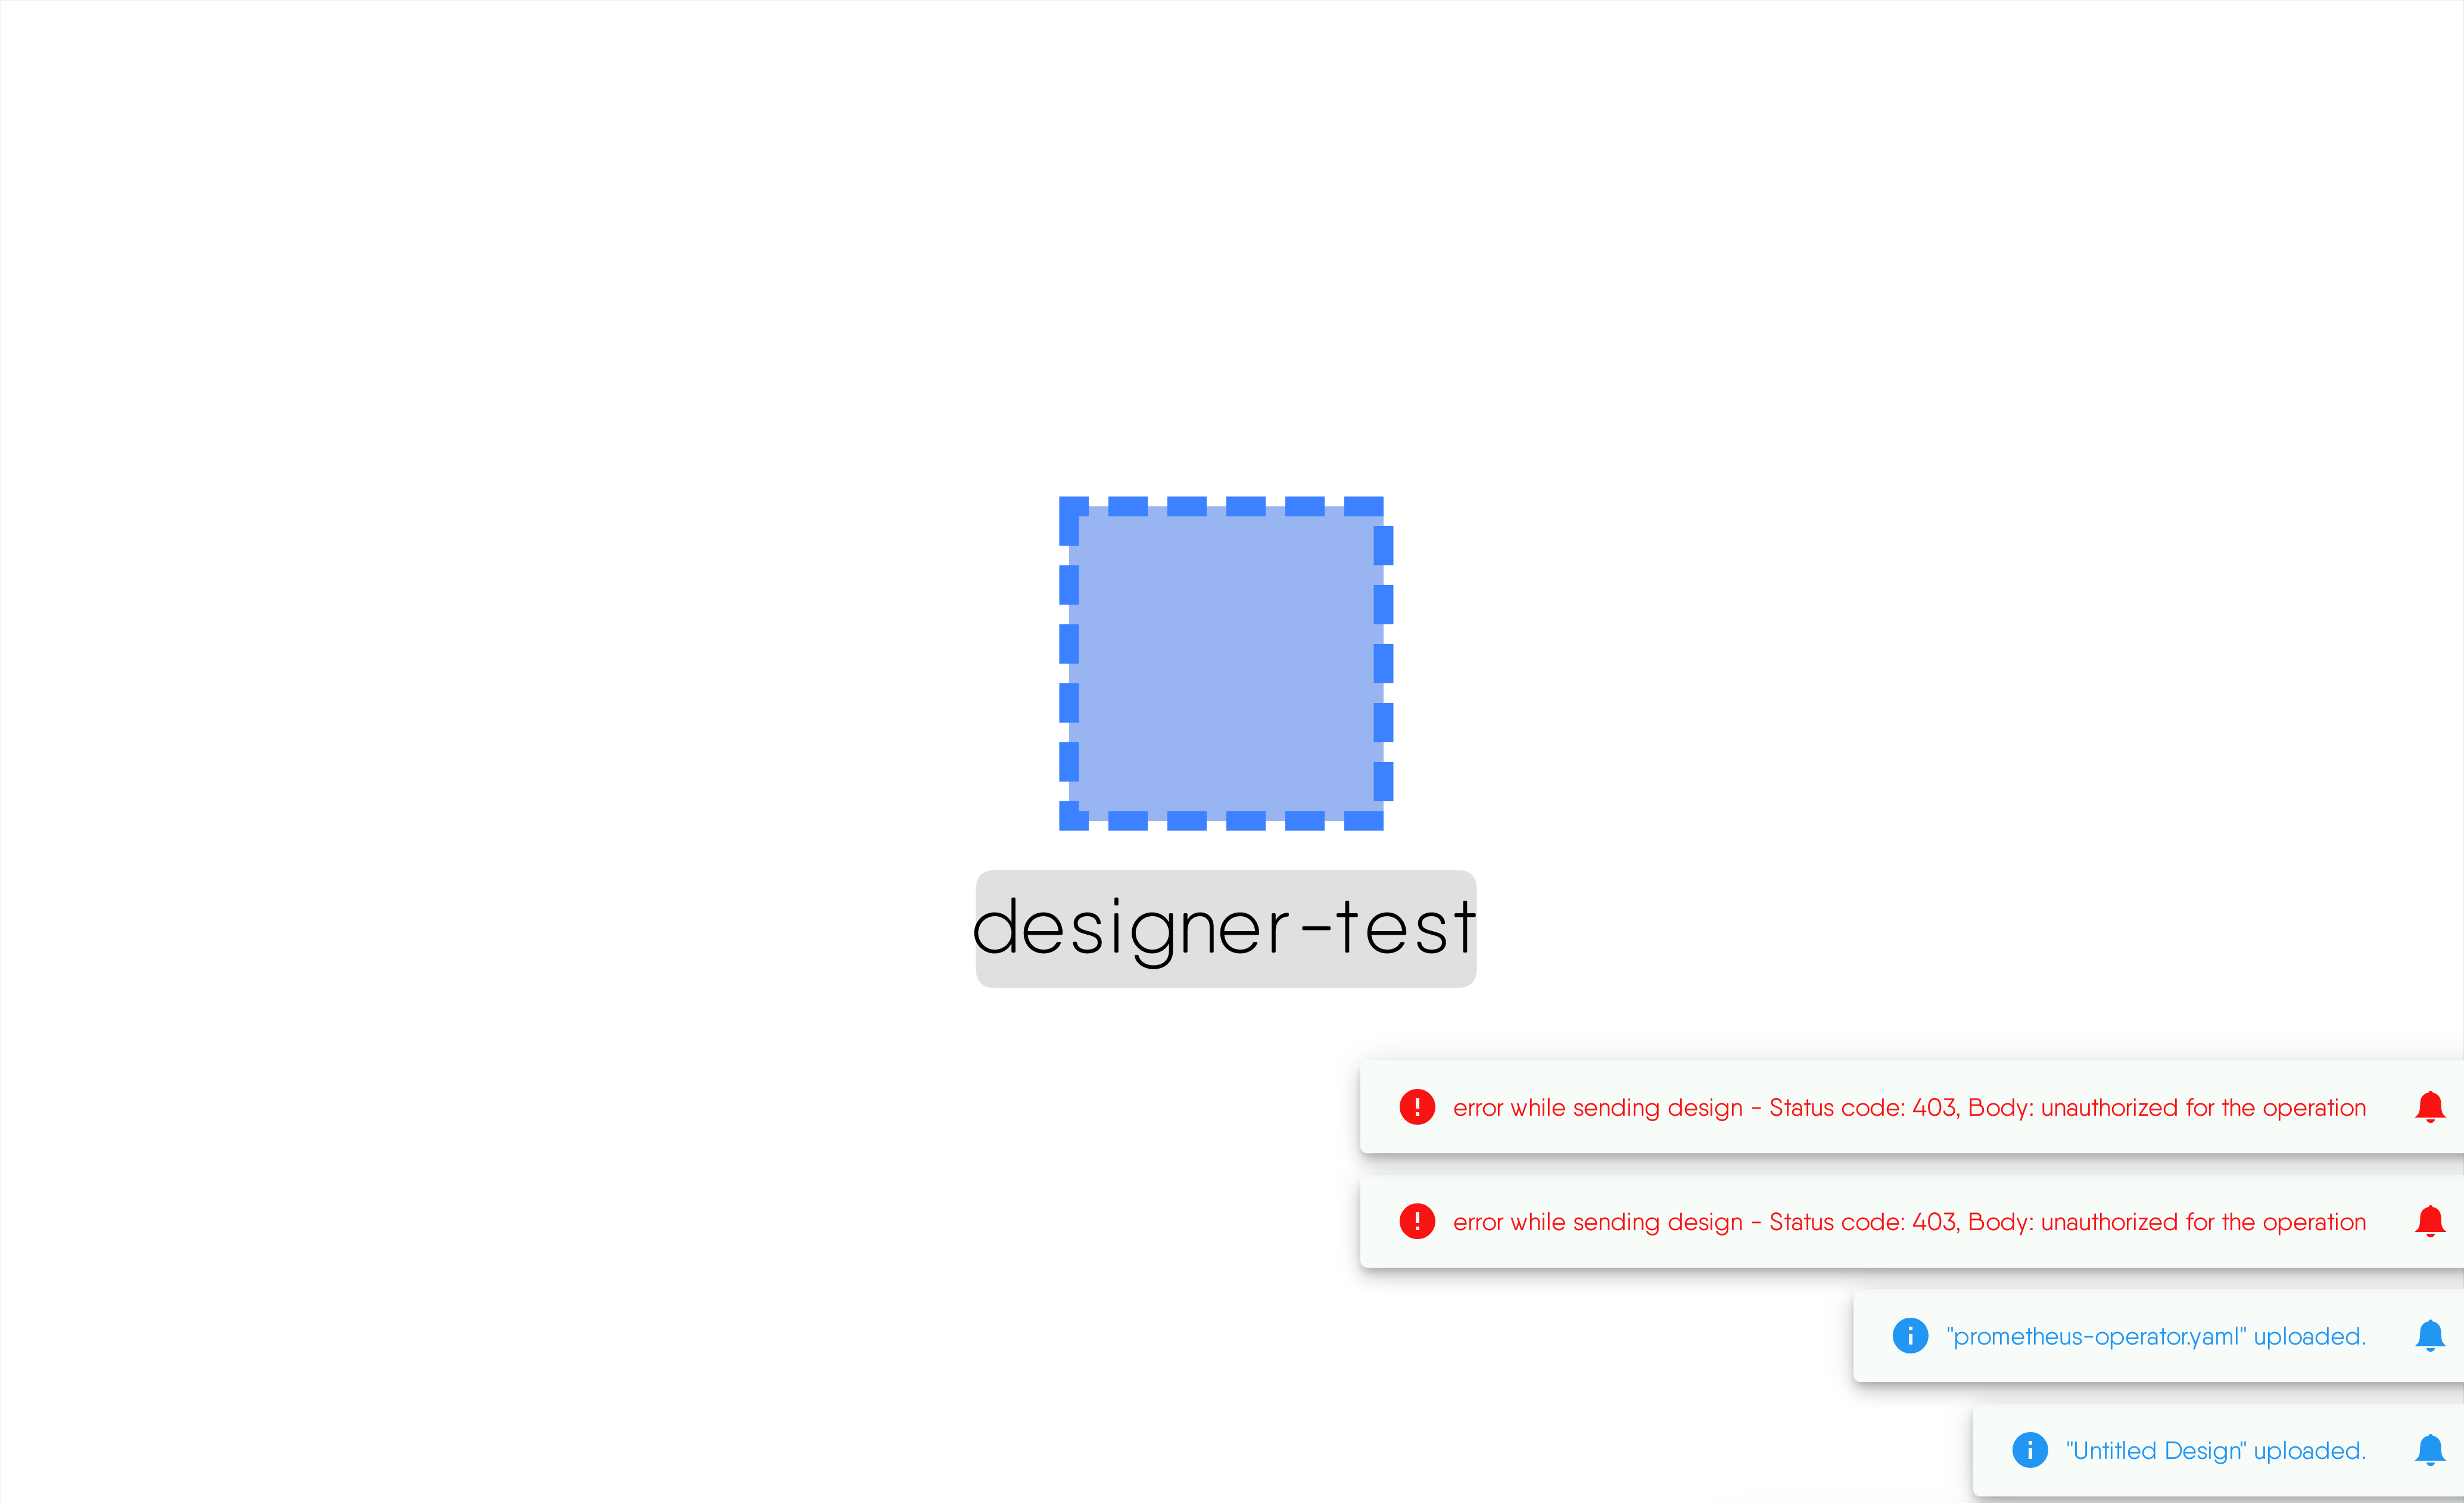 designer-test
error while sending design - Status code: 403, Body: unauthorized for the operation
error while sending design - Status code: 403, Body: unauthorized for the operation
"prometheus-operator.yaml" uploaded.
"Untitled Design" uploaded.